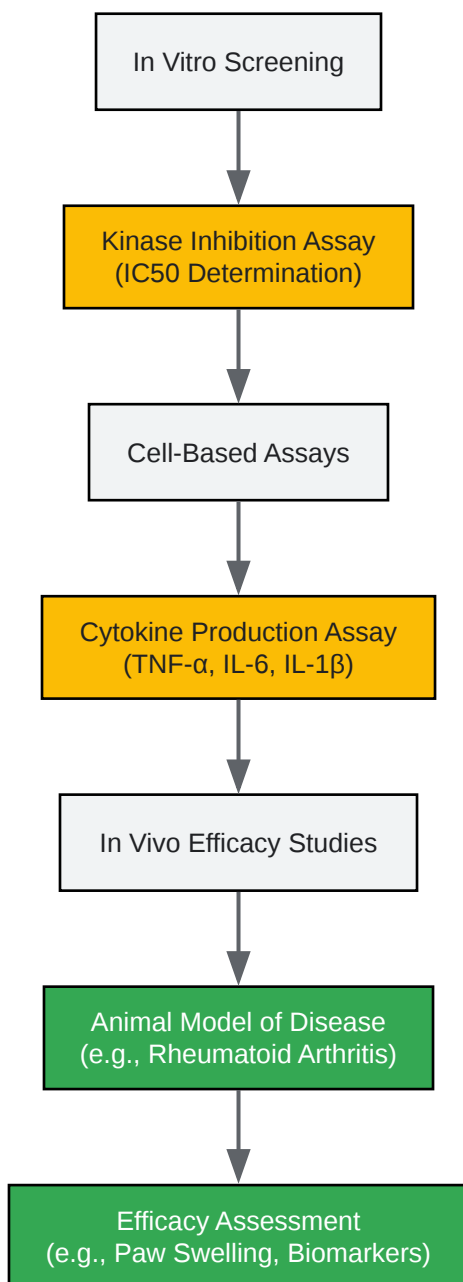 In Vitro Screening
Kinase Inhibition Assay
(IC50 Determination)
Cell-Based Assays
Cytokine Production Assay
(TNF-α, IL-6, IL-1β)
In Vivo Efficacy Studies
Animal Model of Disease
(e.g., Rheumatoid Arthritis)
Efficacy Assessment
(e.g., Paw Swelling, Biomarkers)